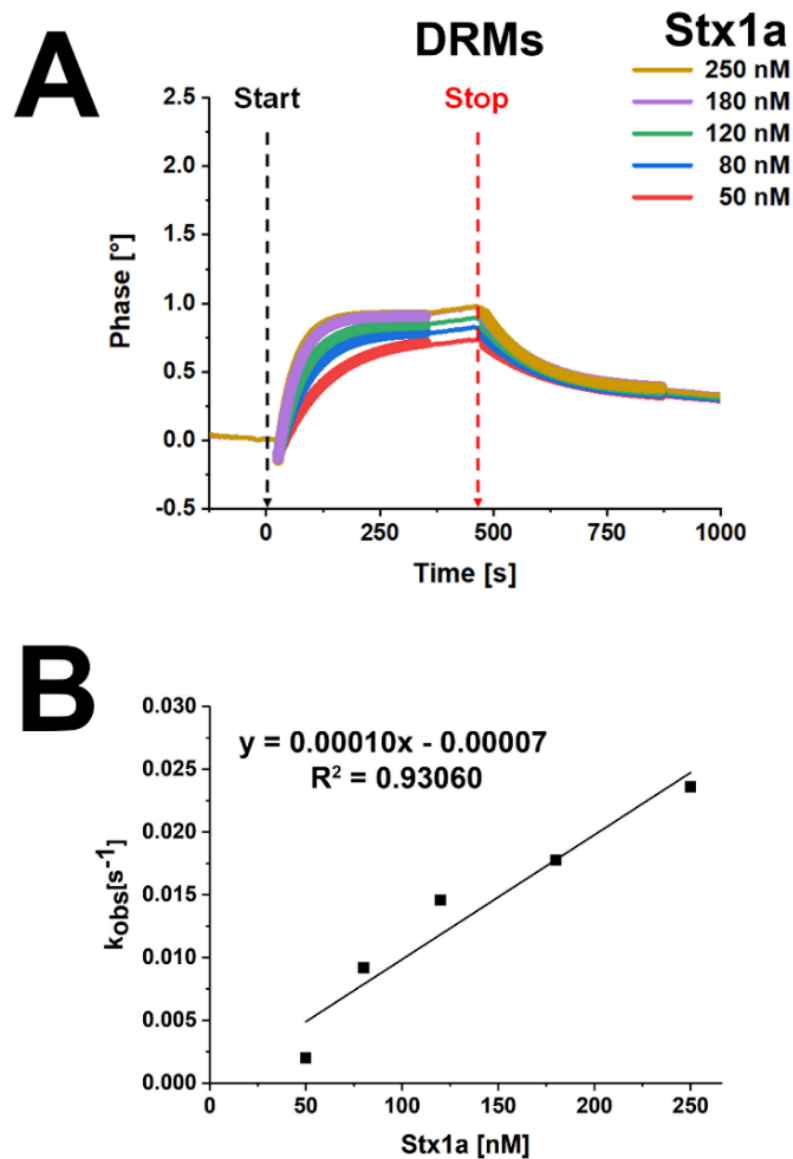 A
DRMs
Stx1a
250 nM
180 nM
120 nM
80 nM
50 nM
Start
Stop
2.5
2.0
1.5
1.0
0.5
0.0
-0.5
Phase [°]
0
250
500
750
1000
Time [s]
B
y = 0.00010x - 0.00007
R² = 0.93060
0.030
0.025
0.020
0.015
0.010
0.005
0.000
kobs[s⁻¹]
0
50
100
150
200
250
Stx1a [nM]